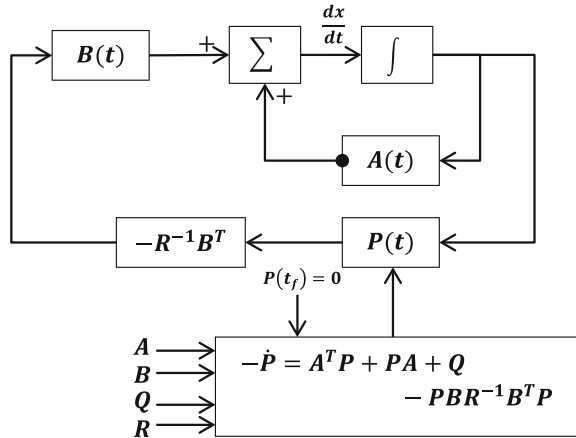 dx/dt
B(t)
+
∑
∫
+
A(t)
−R⁻¹Bᵀ
P(t)
P(t_f) = 0
A
B
Q
R
−Ṗ = AᵀP + PA + Q
− PBR⁻¹BᵀP